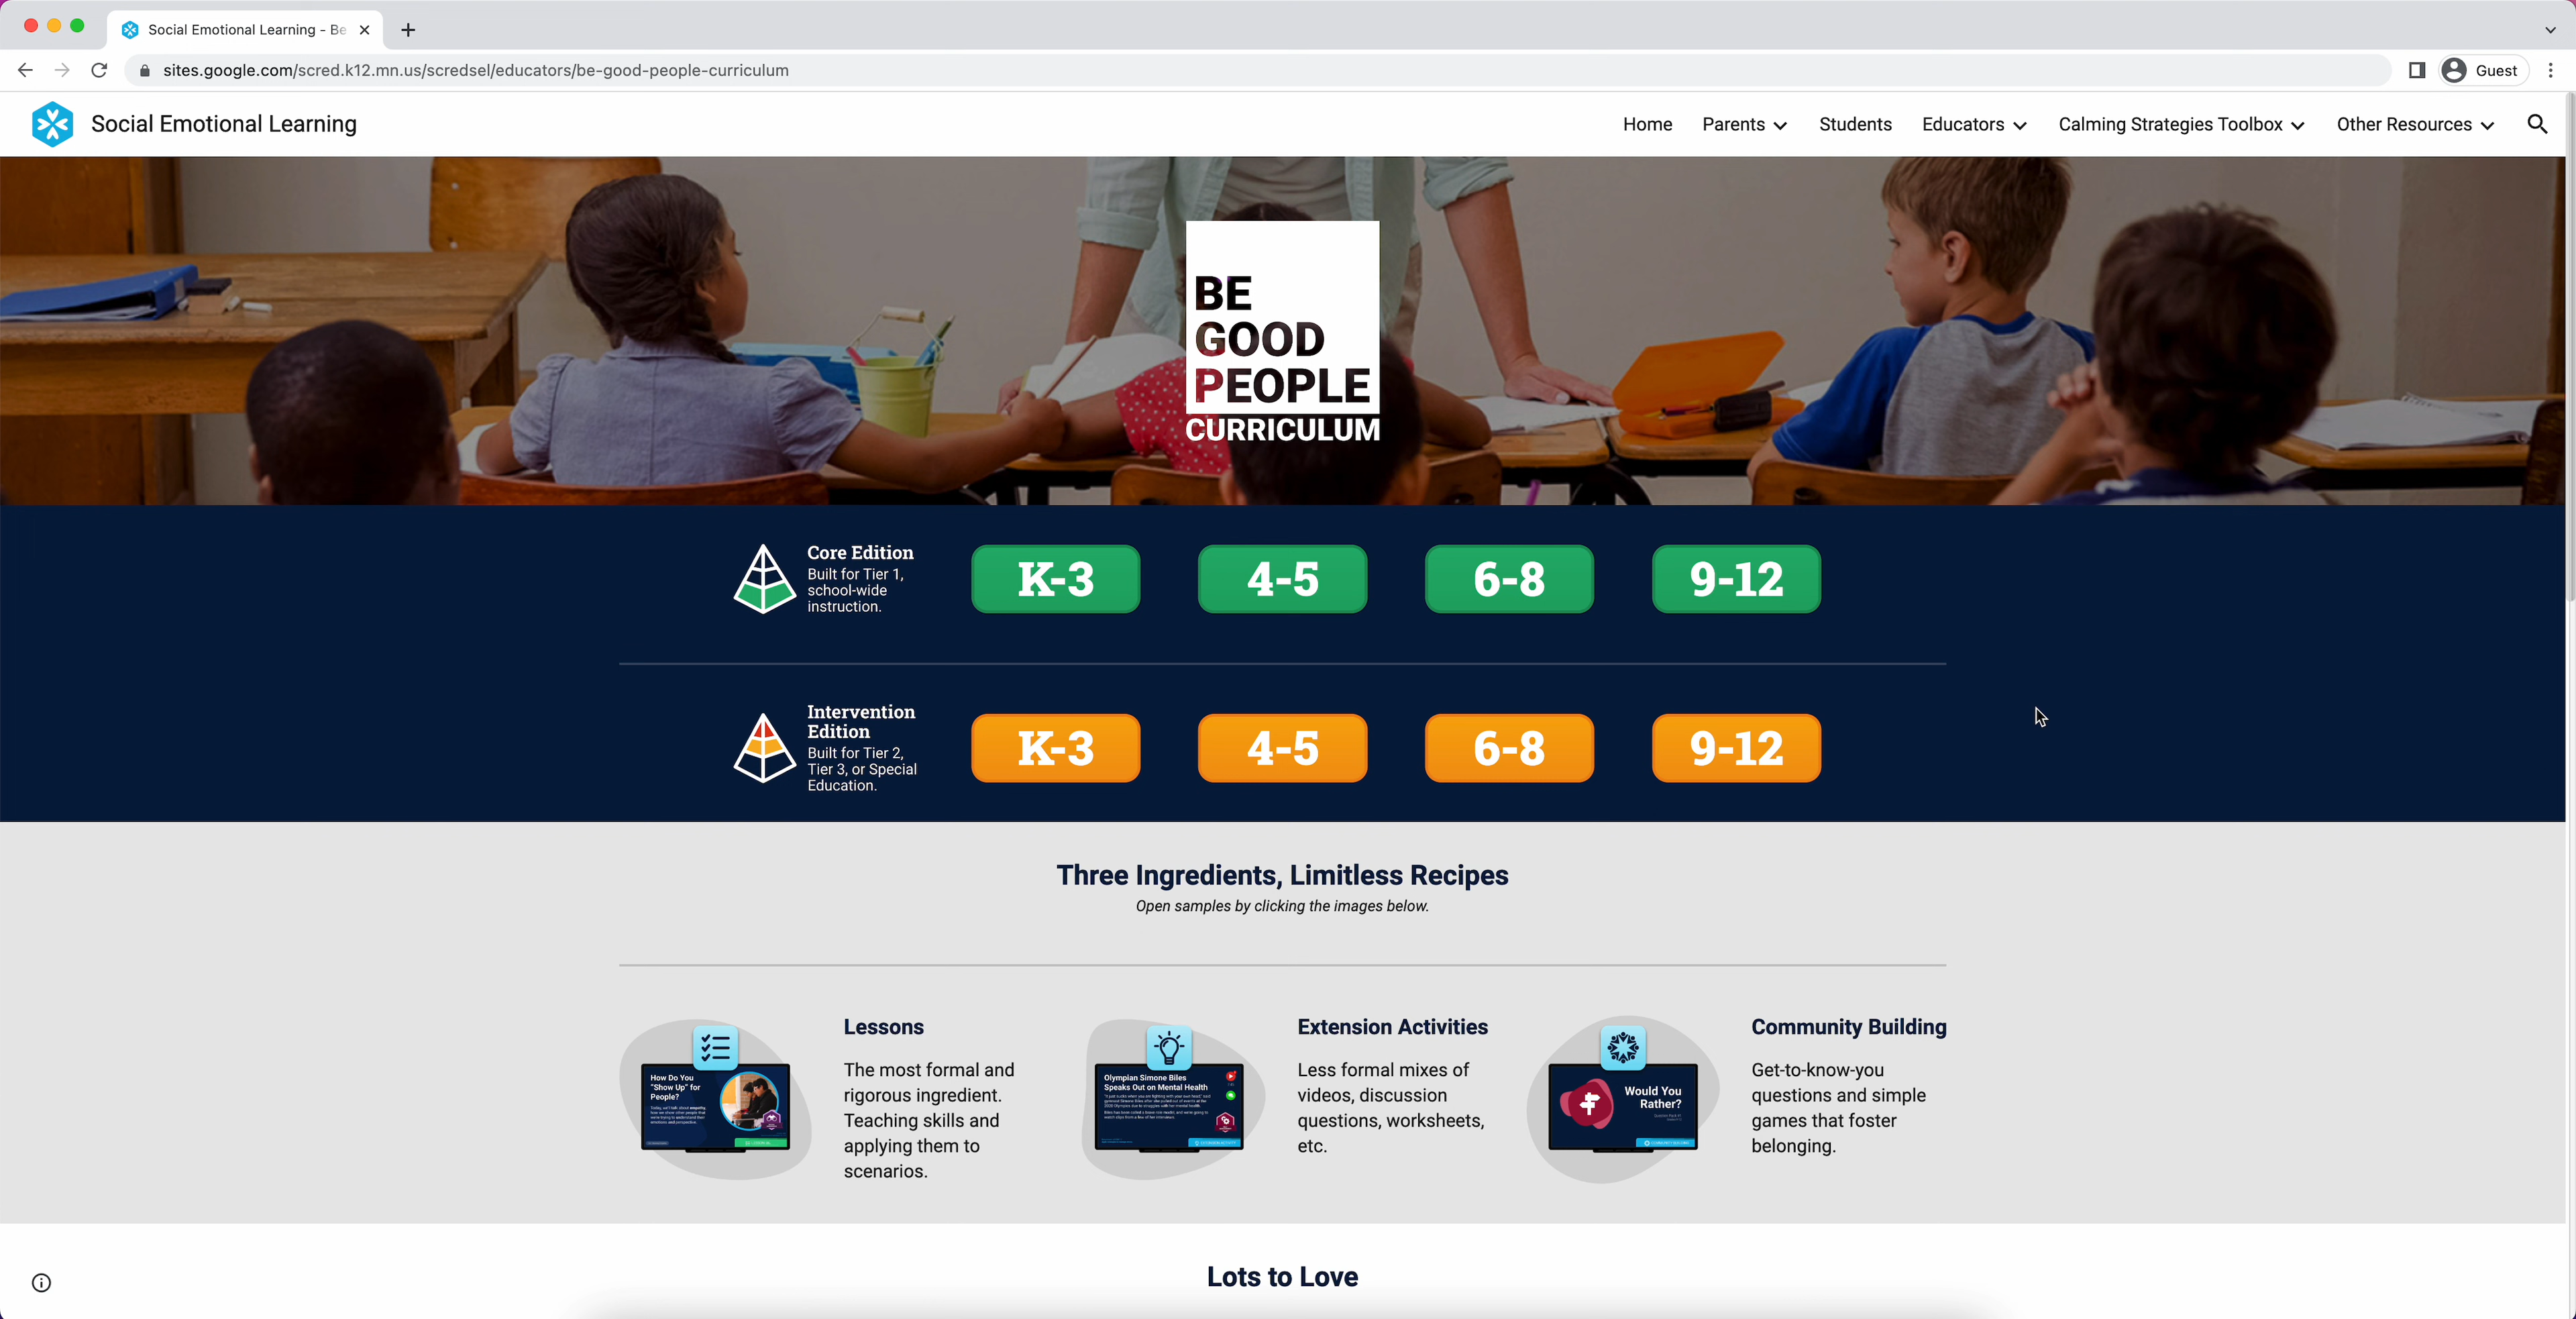 Social Emotional Learning - Be
sites.google.com/scred.k12.mn.us/scredsel/educators/be-good-people-curriculum
Guest
Social Emotional Learning
Home
Parents
Students
Educators
Calming Strategies Toolbox
Other Resources
BE
GOOD
PEOPLE
CURRICULUM
Core Edition
Built for Tier 1,
school-wide
instruction.
K-3
4-5
6-8
9-12
Intervention
Edition
Built for Tier 2,
Tier 3, or Special
Education.
K-3
4-5
6-8
9-12
Three Ingredients, Limitless Recipes
Open samples by clicking the images below.
How Do You
"Show Up" for
People?
Lessons
The most formal and
rigorous ingredient.
Teaching skills and
applying them to
scenarios.
Olympian Simone Biles
Speaks Out on Mental Health
Extension Activities
Less formal mixes of
videos, discussion
questions, worksheets,
etc.
Would You
Rather?
Community Building
Get-to-know-you
questions and simple
games that foster
belonging.
Lots to Love